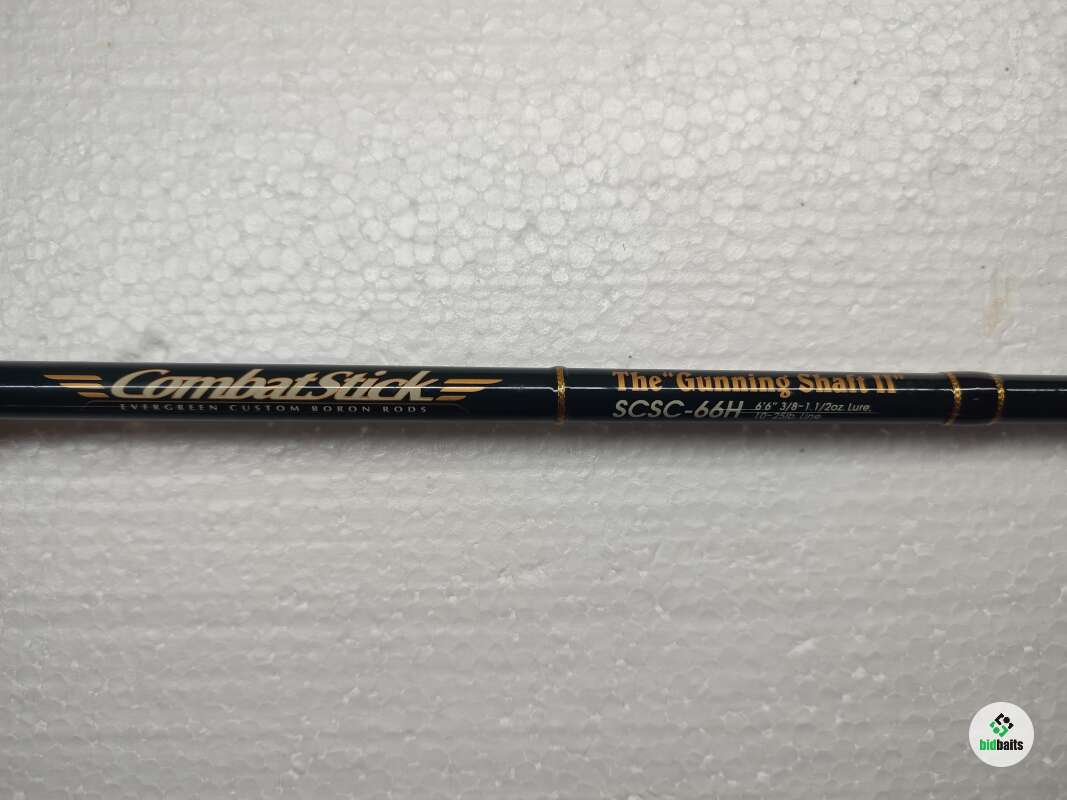 CombatStick
EVERGREEN CUSTOM BORON RODS
The "Gunning Shaft II"
SCSC-66H 6'6" 3/8-1.1/2oz. Lure.
10-25lb. Line
bidbaits